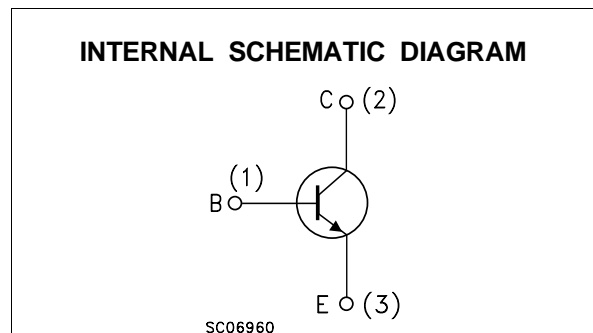 INTERNAL SCHEMATIC DIAGRAM
C (2)
(1)
B
E (3)
SC06960